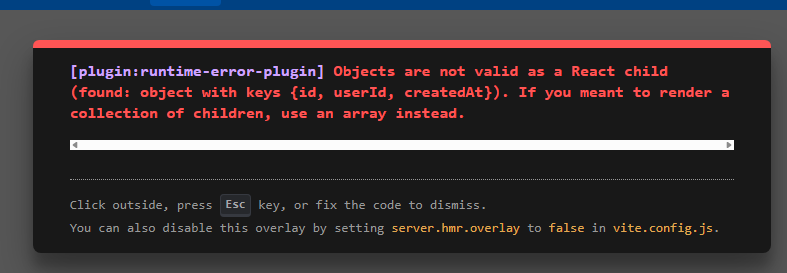 [plugin:runtime-error-plugin] Objects are not valid as a React child
(found: object with keys {id, userId, createdAt}). If you meant to render a
collection of children, use an array instead.
Click outside, press Esc key, or fix the code to dismiss.
You can also disable this overlay by setting server.hmr.overlay to false in vite.config.js.